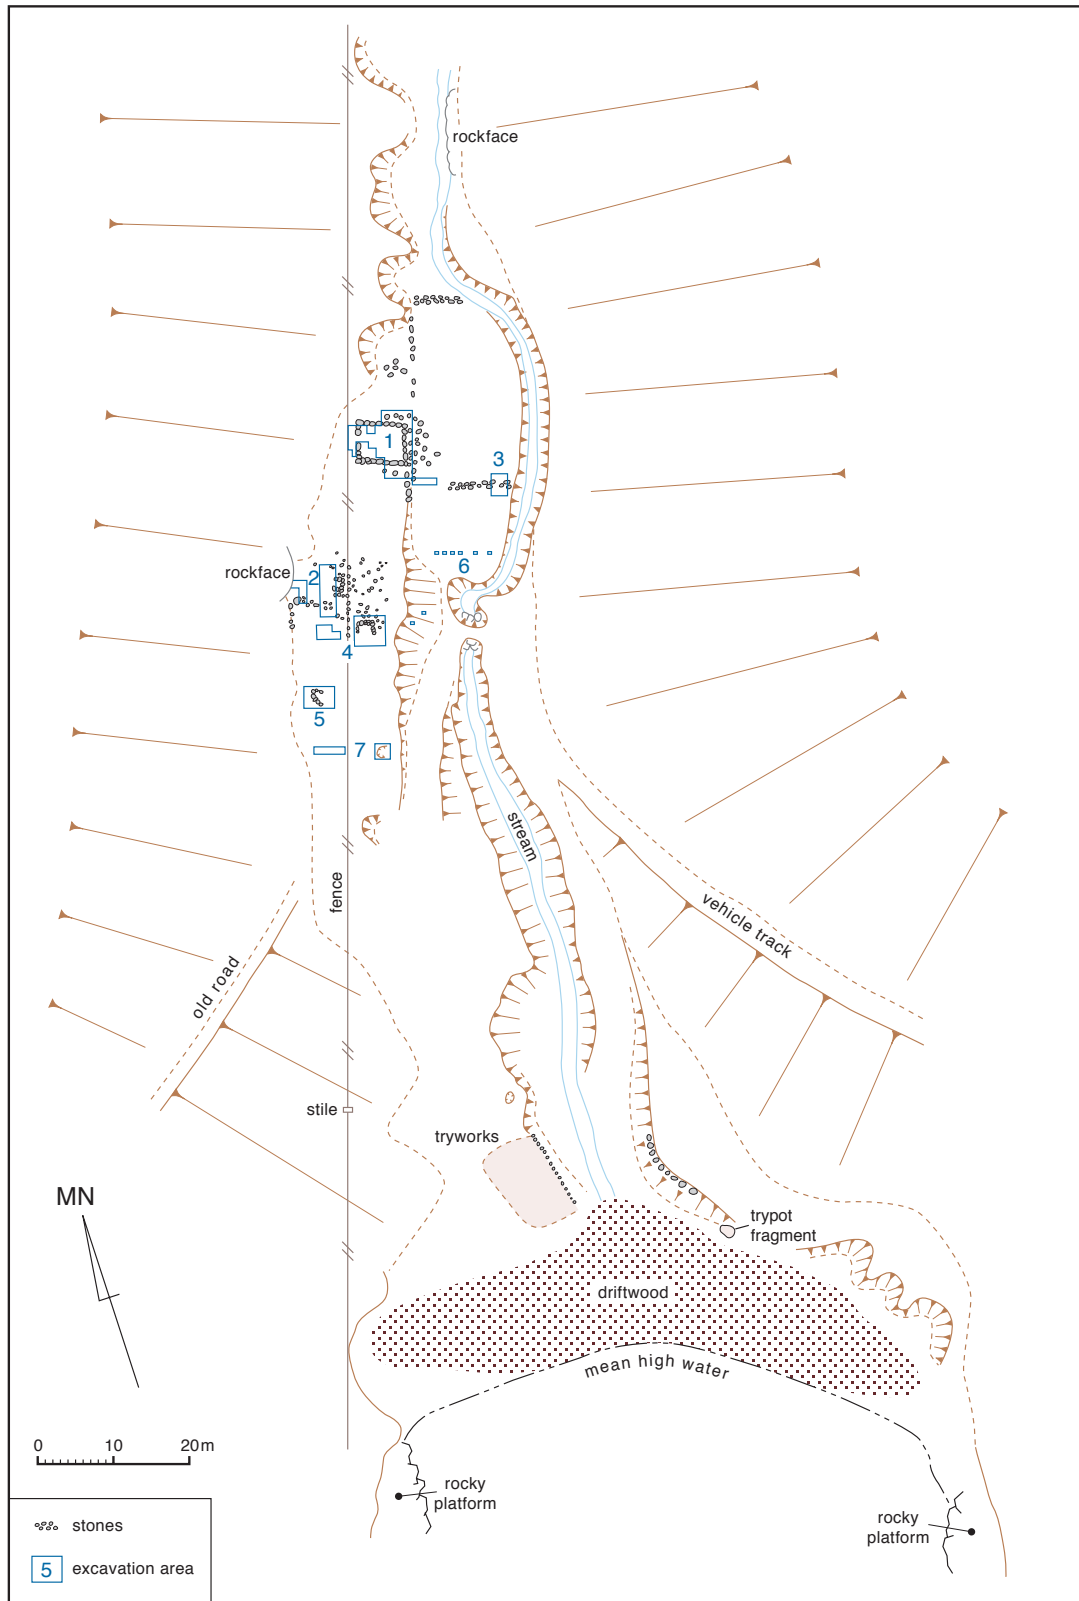 rockface
1
3
6
rockface
2
4
5
7
stream
fence
vehicle track
old road
stile
tryworks
MN
trypot
fragment
driftwood
mean high water
0 10 20m
rocky
platform
rocky
platform
stones
5 excavation area